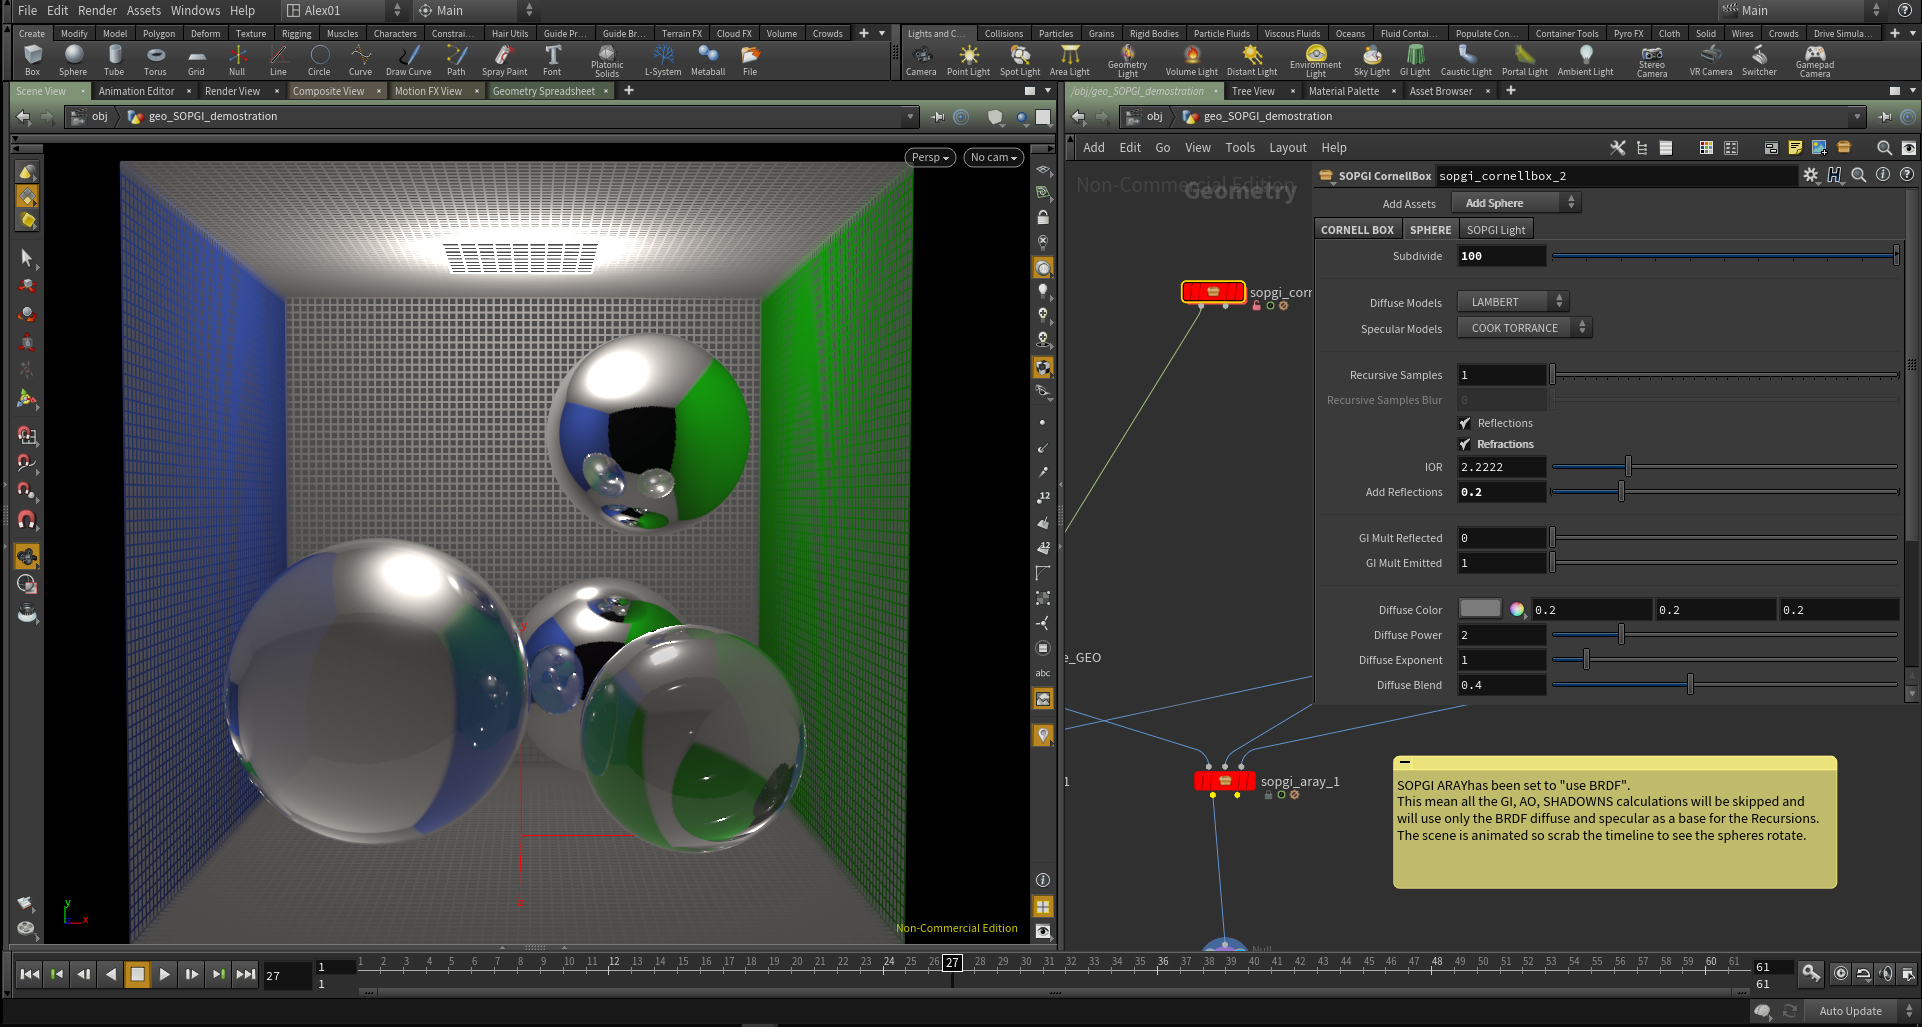 File Edit Render Assets Windows Help Alex01 Main Main
Create Modify Model Polygon Deform Texture Rigging Muscles Characters Constrai... Hair Utils Guide Pr... Guide Br... Terrain FX Cloud FX Volume Crowds
Lights and C... Collisions Particles Grains Rigid Bodies Particle Fluids Viscous Fluids Oceans Fluid Contai... Populate Con... Container Tools Pyro FX Cloth Solid Wires Crowds Drive Simula...
Box Sphere Tube Torus Grid Null Line Circle Curve Draw Curve Path Spray Paint Font Platonic Solids L-System Metaball File
Camera Point Light Spot Light Area Light Geometry Light Volume Light Distant Light Environment Light Sky Light GI Light Caustic Light Portal Light Ambient Light Stereo Camera VR Camera Switcher Gamepad Camera
Scene View Animation Editor Render View Composite View Motion FX View Geometry Spreadsheet
/obj/geo_SOPGI_demostration Tree View Material Palette Asset Browser
obj geo_SOPGI_demostration
obj geo_SOPGI_demostration
Add Edit Go View Tools Layout Help
Persp No cam
Non-Commercial Edition
Geometry
SOPGI CornellBox sopgi_cornellbox_2
Add Assets Add Sphere
CORNELL BOX SPHERE SOPGI Light
Subdivide 100
Diffuse Models LAMBERT
Specular Models COOK TORRANCE
Recursive Samples 1
Recursive Samples Blur 0
Reflections
Refractions
IOR 2.2222
Add Reflections 0.2
GI Mult Reflected 0
GI Mult Emitted 1
Diffuse Color 0.2 0.2 0.2
Diffuse Power 2
Diffuse Exponent 1
Diffuse Blend 0.4
sopgi_corr
e_GEO
1
sopgi_aray_1
Null
SOPGI ARAYhas been set to "use BRDF".
This mean all the GI, AO, SHADOWNS calculations will be skipped and
will use only the BRDF diffuse and specular as a base for the Recursions.
The scene is animated so scrab the timeline to see the spheres rotate.
12
12
abc
y
y
x
Non-Commercial Edition
27 1 1
1 2 3 4 5 6 7 8 9 10 11 12 13 14 15 16 17 18 19 20 21 22 23 24 25 26 27 28 29 30 31 32 33 34 35 36 37 38 39 40 41 42 43 44 45 46 47 48 49 50 51 52 53 54 55 56 57 58 59 60 61
61
61
Auto Update